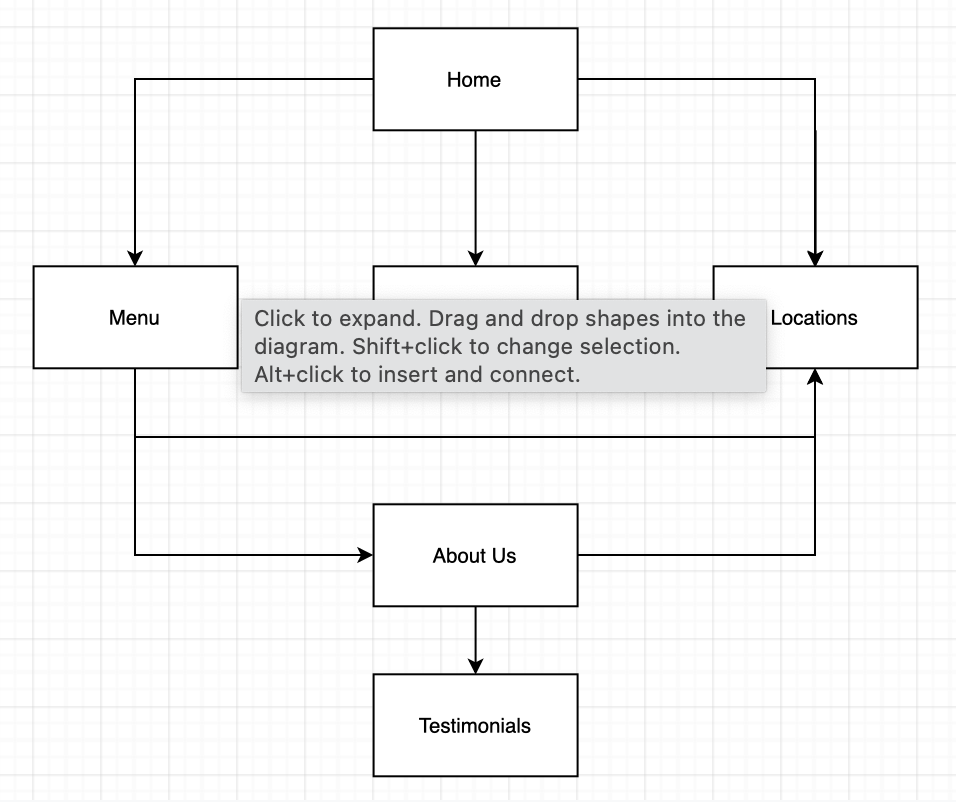 Home
Menu
Click to expand. Drag and drop shapes into the
diagram. Shift+click to change selection.
Alt+click to insert and connect.
Locations
About Us
Testimonials